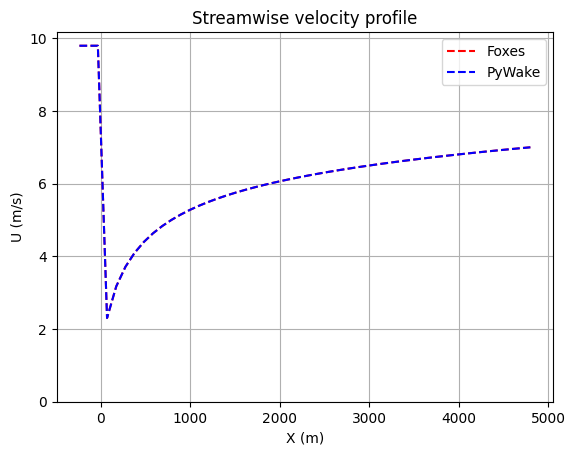 Streamwise velocity profile
Foxes
PyWake
U (m/s)
10
8
6
4
2
0
0 1000 2000 3000 4000 5000
X (m)